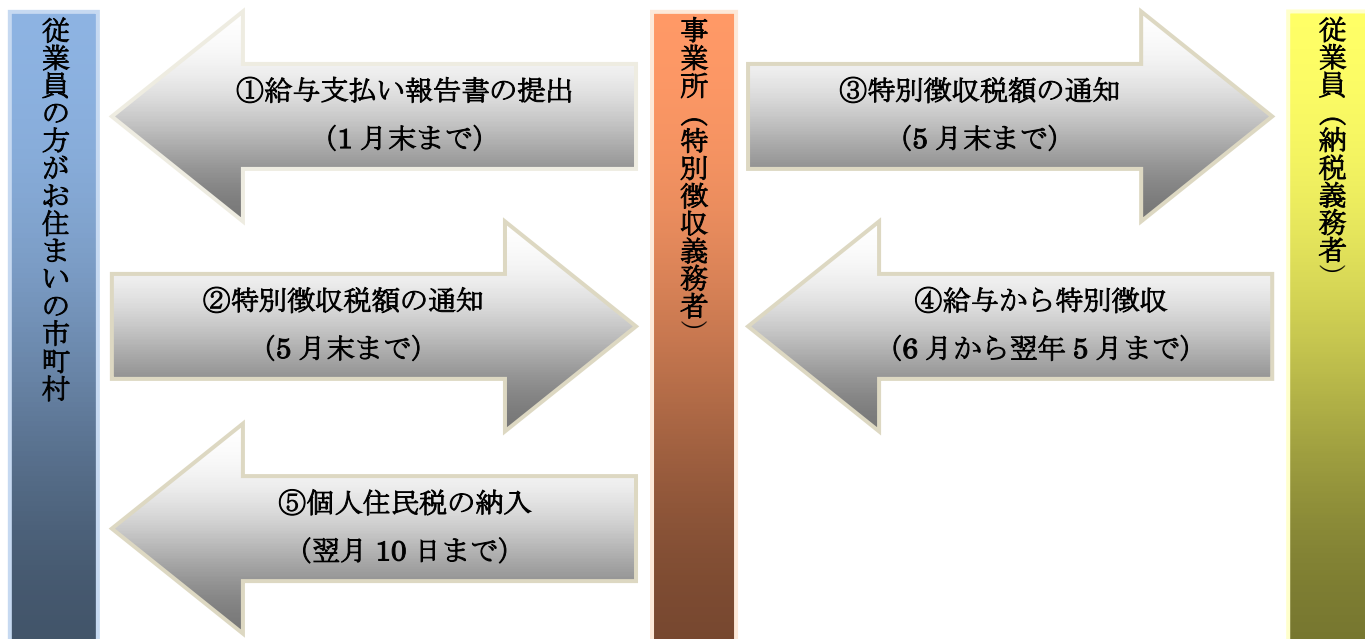 従業員の方がお住まいの市町村
①給与支払い報告書の提出
（1月末まで）
②特別徴収税額の通知
（5月末まで）
⑤個人住民税の納入
（翌月10日まで）
事業所（特別徴収義務者）
③特別徴収税額の通知
（5月末まで）
④給与から特別徴収
（6月から翌年5月まで）
従業員（納税義務者）